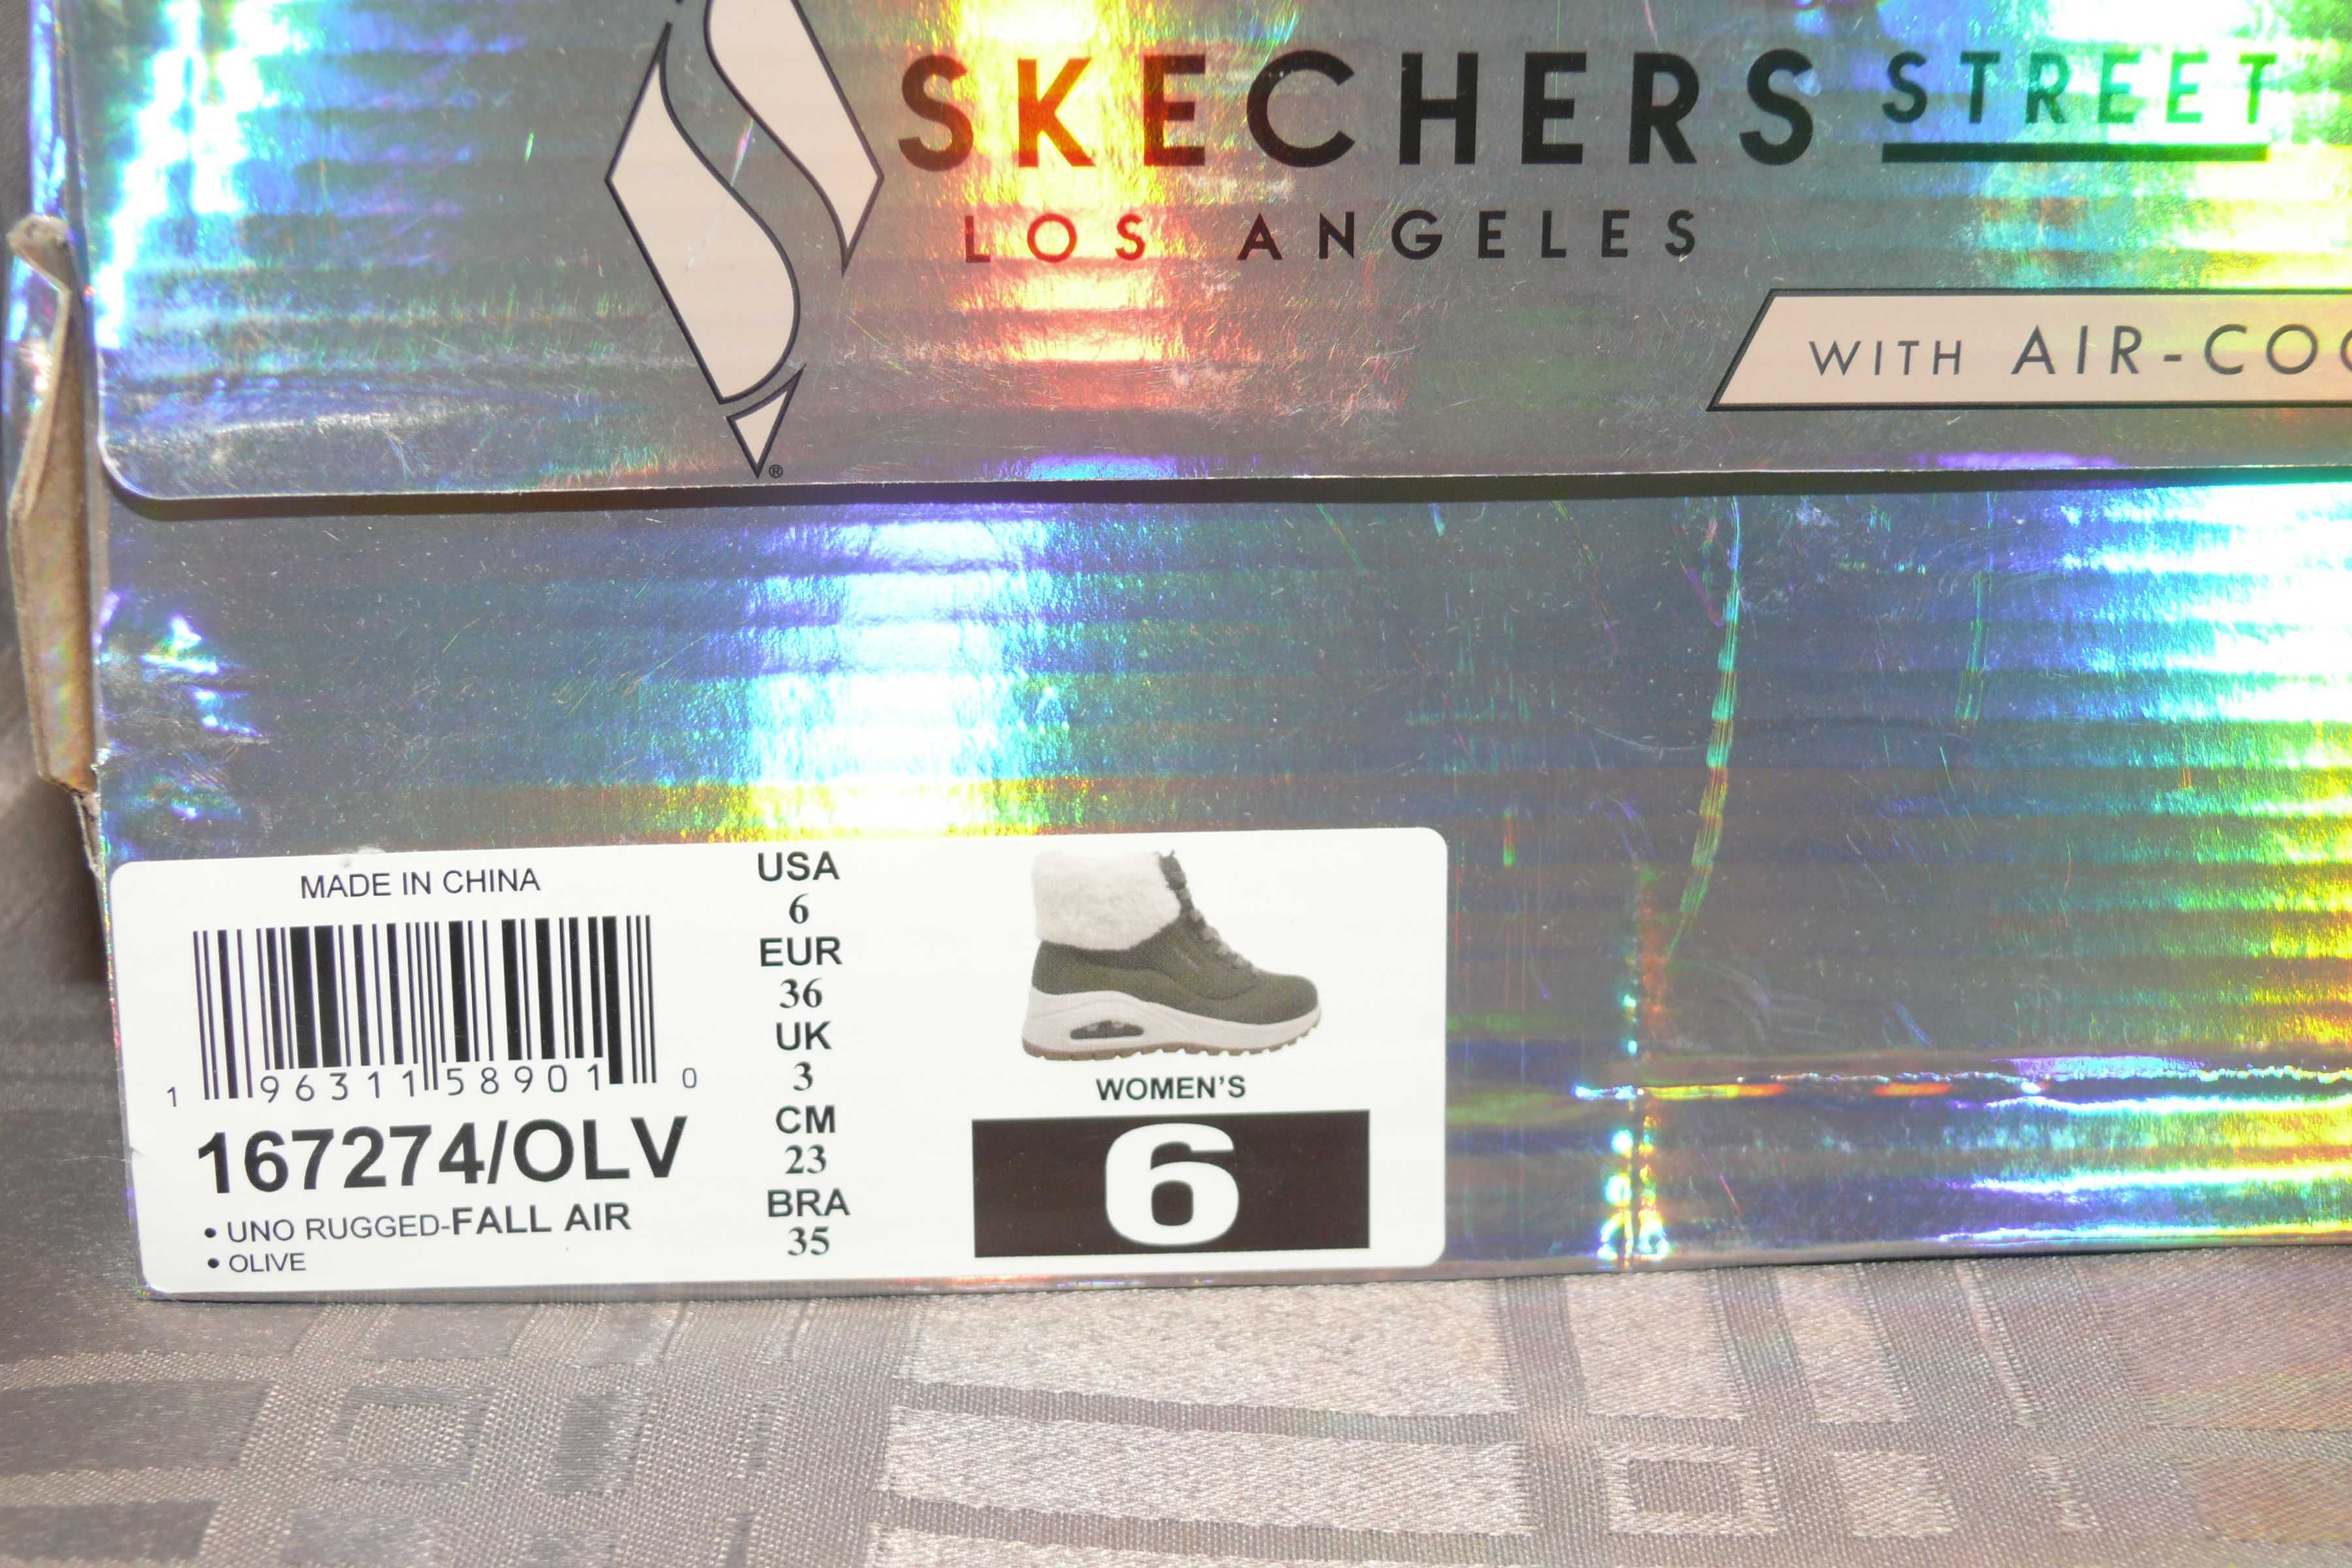 SKECHERS STREET
LOS ANGELES
WITH AIR-COO
®
MADE IN CHINA
1 96311 58901 0
167274/OLV
• UNO RUGGED-FALL AIR
• OLIVE
USA
6
EUR
36
UK
3
CM
23
BRA
35
WOMEN'S
6